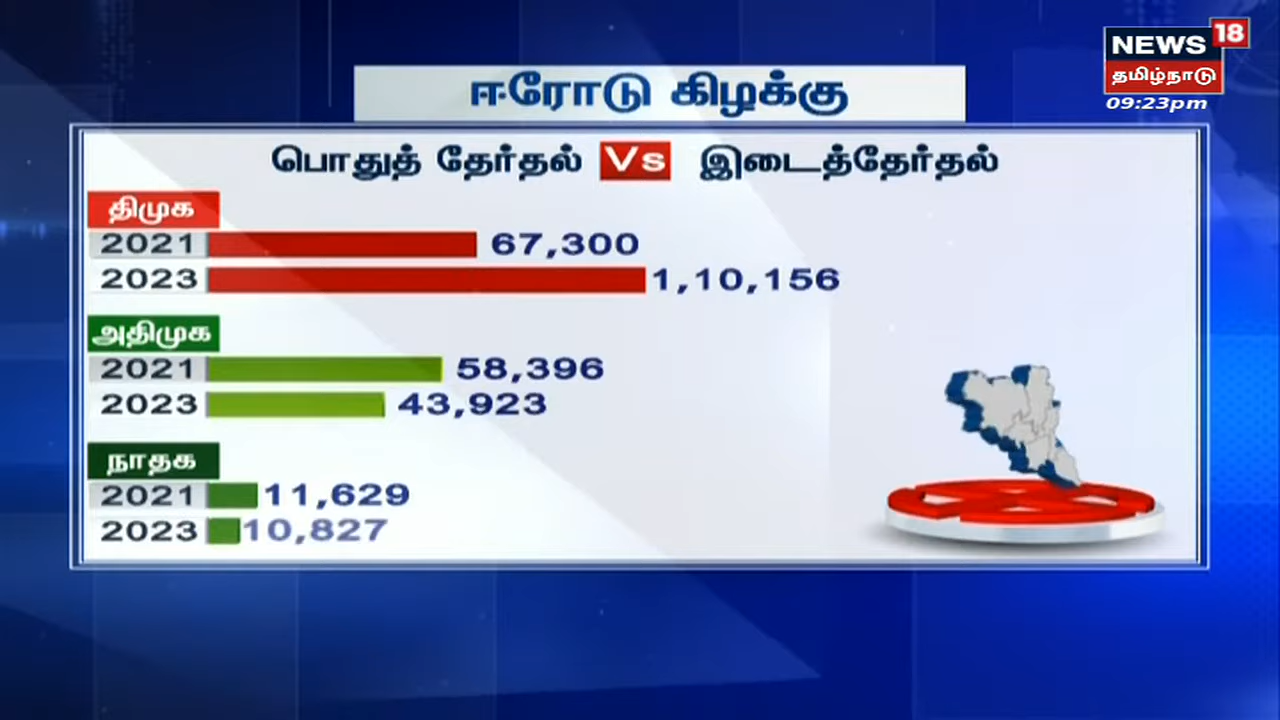 NEWS 18
தமிழ்நாடு
09:23pm
ஈரோடு கிழக்கு
பொதுத் தேர்தல் Vs இடைத்தேர்தல்
திமுக
2021 67,300
2023 1,10,156
அதிமுக
2021 58,396
2023 43,923
நாதக
2021 11,629
2023 10,827